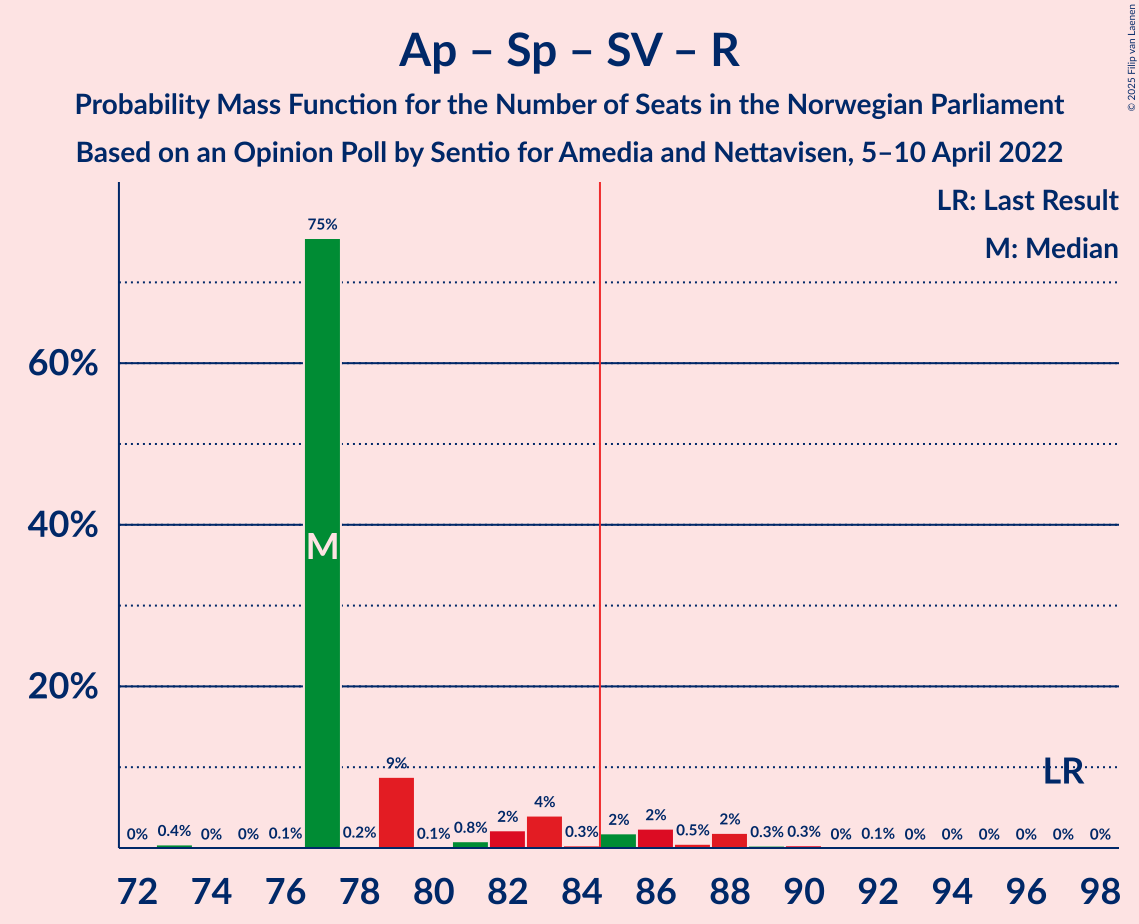 Ap – Sp – SV – R
Probability Mass Function for the Number of Seats in the Norwegian Parliament
Based on an Opinion Poll by Sentio for Amedia and Nettavisen, 5–10 April 2022
© 2025 Filip van Laenen
LR: Last Result
M: Median
60%
40%
20%
M
LR
0% 0.4% 0% 0% 0.1% 75% 0.2% 9% 0.1% 0.8% 2% 4% 0.3% 2% 2% 0.5% 2% 0.3% 0.3% 0% 0.1% 0% 0% 0% 0% 0% 0%
72 74 76 78 80 82 84 86 88 90 92 94 96 98